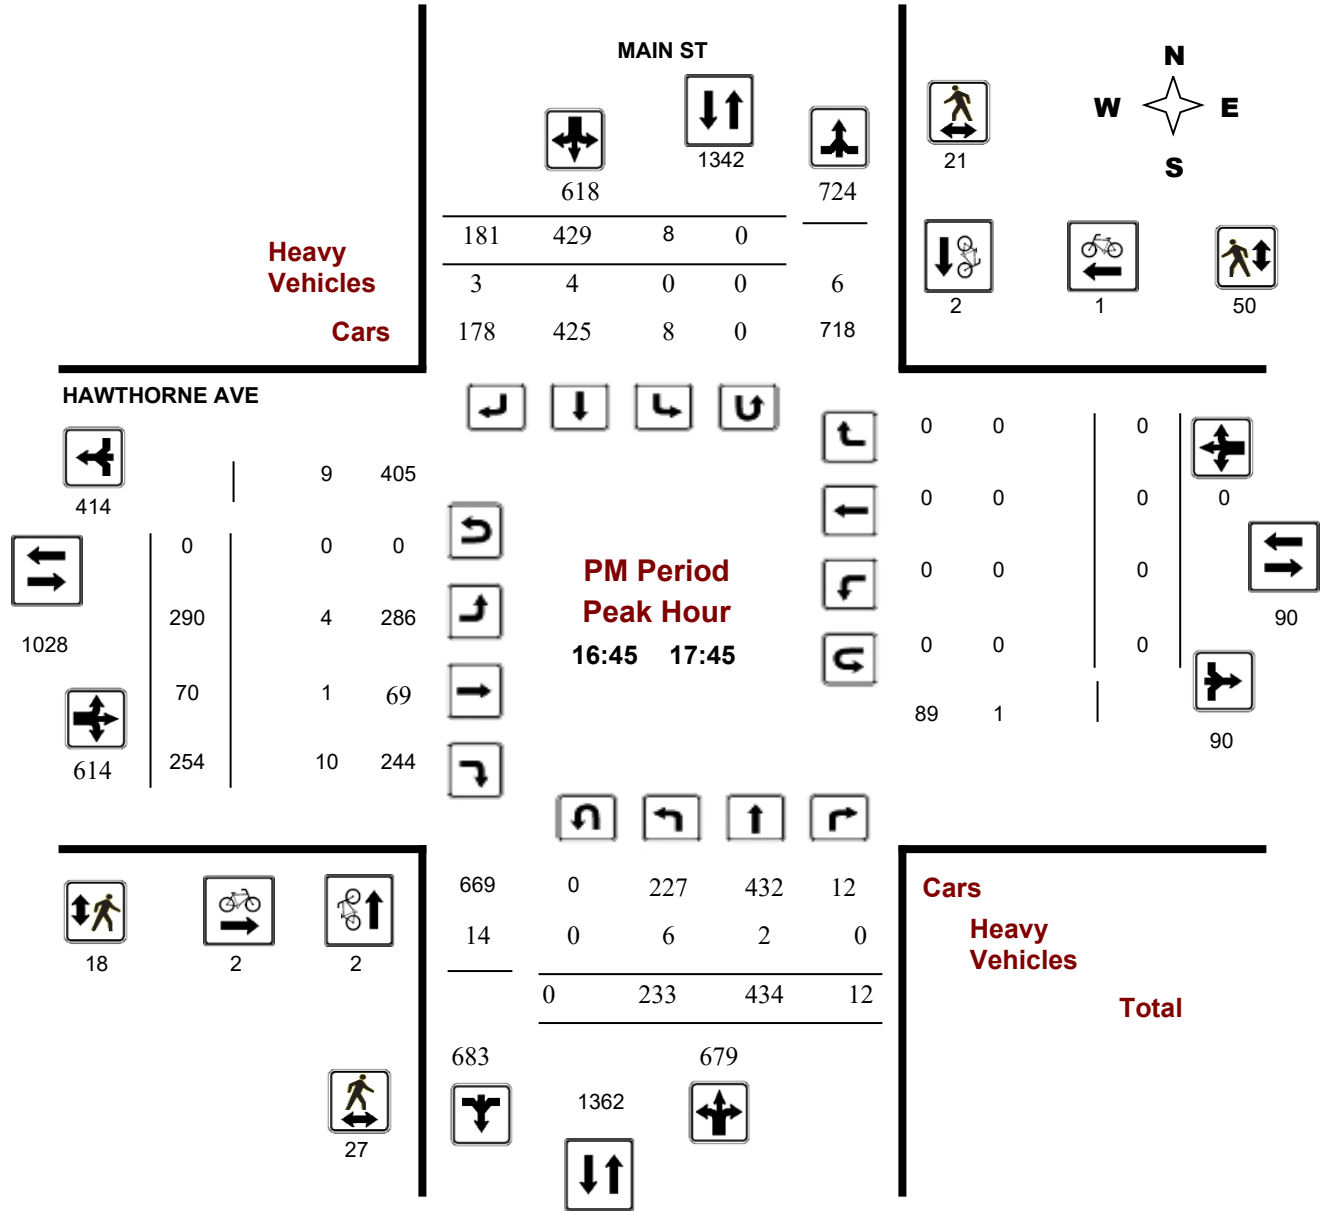 MAIN ST
N
W E
S
1342
21
618 724
181 429 8 0
Heavy
Vehicles 3 4 0 0 6
Cars 178 425 8 0 718
2 1 50
HAWTHORNE AVE
0 0 0
9 405
414
0 0 0 0
0 0 0
0 0 0
PM Period
Peak Hour
290 4 286
90
1028
16:45 17:45
0 0 0
70 1 69
89 1
90
614 254 10 244
669 0 227 432 12 Cars
14 0 6 2 0 Heavy
Vehicles
18 2 2
0 233 434 12 Total
683 679
1362
27